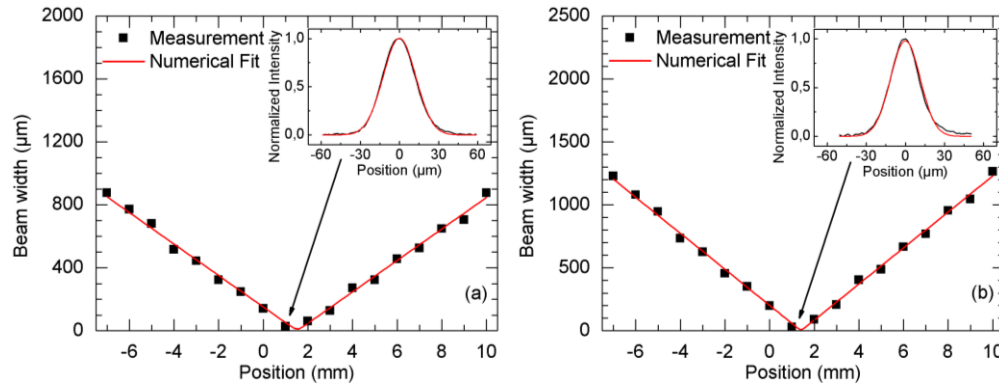 2000
1600
1200
800
400
0
Beam width (µm)
Measurement
Numerical Fit
Normalized Intensity
1,0
0,5
0,0
-60 -30 0 30 60
Position (µm)
(a)
-6 -4 -2 0 2 4 6 8 10
Position (mm)
2500
2000
1500
1000
500
0
Beam width (µm)
Measurement
Numerical Fit
Normalized Intensity
1,0
0,5
0,0
-60 -30 0 30 60
Position (µm)
(b)
-6 -4 -2 0 2 4 6 8 10
Position (mm)